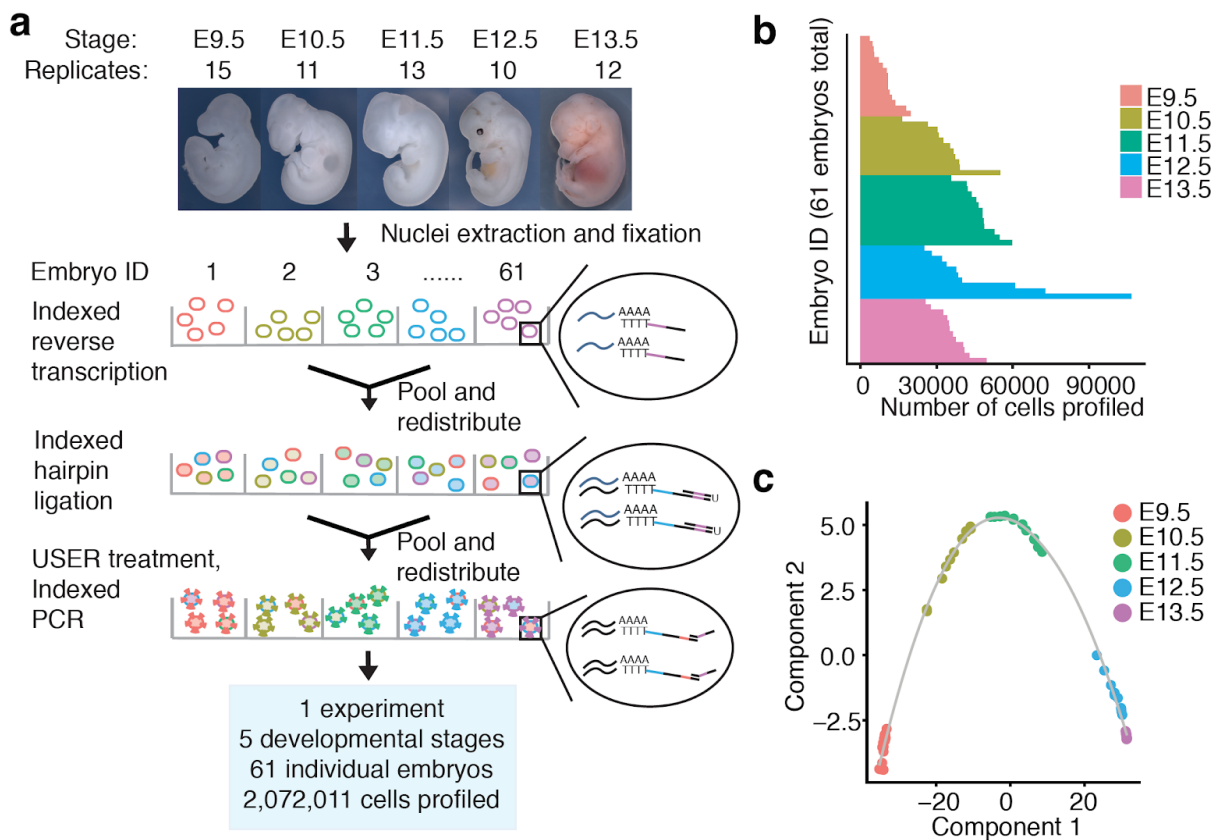 a
Stage: E9.5 E10.5 E11.5 E12.5 E13.5
Replicates: 15 11 13 10 12
Nuclei extraction and fixation
Embryo ID 1 2 3 ...... 61
Indexed
reverse
transcription
AAAA
TTTT
AAAA
TTTT
Pool and
redistribute
Indexed
hairpin
ligation
AAAA
TTTT
U
AAAA
TTTT
U
Pool and
redistribute
USER treatment,
Indexed
PCR
AAAA
TTTT
AAAA
TTTT
1 experiment
5 developmental stages
61 individual embryos
2,072,011 cells profiled
b
Embryo ID (61 embryos total)
E9.5
E10.5
E11.5
E12.5
E13.5
0 30000 60000 90000
Number of cells profiled
c
E9.5
E10.5
E11.5
E12.5
E13.5
Component 2
5.0
2.5
0.0
−2.5
−20 0 20
Component 1